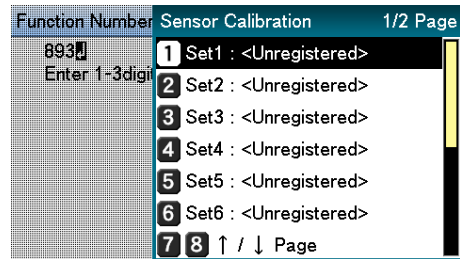 Function Number
893
Enter 1-3digi
Sensor Calibration 1/2 Page
1 Set1 : <Unregistered>
2 Set2 : <Unregistered>
3 Set3 : <Unregistered>
4 Set4 : <Unregistered>
5 Set5 : <Unregistered>
6 Set6 : <Unregistered>
7 8 ↑ / ↓ Page